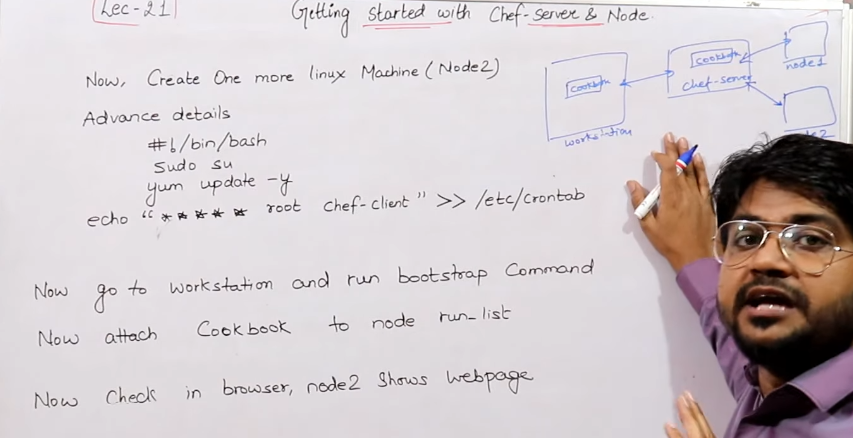 Lec-21
Getting started with Chef-Server & Node.
Now, Create One more linux Machine (Node2)
Advance details
#!/bin/bash
sudo su
yum update -y
echo "* * * * * root chef-client" >> /etc/crontab
Now go to workstation and run bootstrap Command
Now attach Cookbook to node run_list
Now Check in browser, node2 shows webpage
cookbook
workstation
cookbook
chef-server
node1